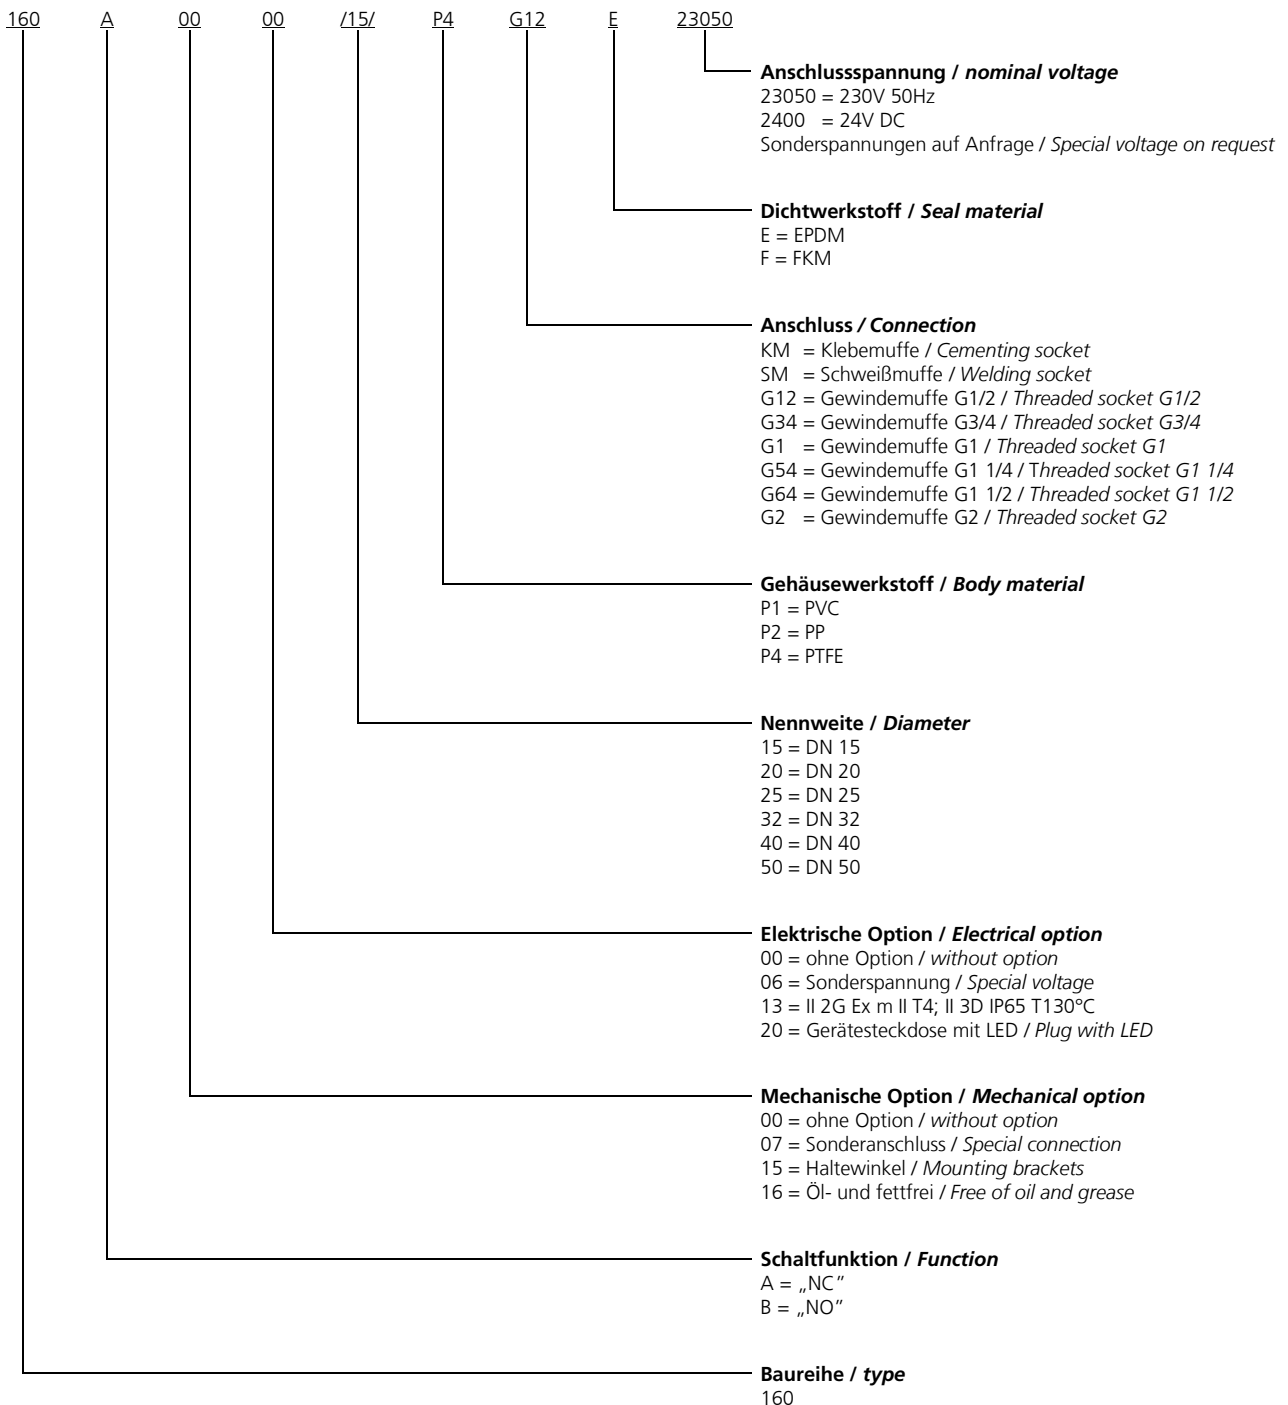 160 A 00 00 /15/ P4 G12 E 23050
Anschlussspannung / nominal voltage
23050 = 230V 50Hz
2400 = 24V DC
Sonderspannungen auf Anfrage / Special voltage on request
Dichtwerkstoff / Seal material
E = EPDM
F = FKM
Anschluss / Connection
KM = Klebemuffe / Cementing socket
SM = Schweißmuffe / Welding socket
G12 = Gewindemuffe G1/2 / Threaded socket G1/2
G34 = Gewindemuffe G3/4 / Threaded socket G3/4
G1 = Gewindemuffe G1 / Threaded socket G1
G54 = Gewindemuffe G1 1/4 / Threaded socket G1 1/4
G64 = Gewindemuffe G1 1/2 / Threaded socket G1 1/2
G2 = Gewindemuffe G2 / Threaded socket G2
Gehäusewerkstoff / Body material
P1 = PVC
P2 = PP
P4 = PTFE
Nennweite / Diameter
15 = DN 15
20 = DN 20
25 = DN 25
32 = DN 32
40 = DN 40
50 = DN 50
Elektrische Option / Electrical option
00 = ohne Option / without option
06 = Sonderspannung / Special voltage
13 = II 2G Ex m II T4; II 3D IP65 T130°C
20 = Gerätesteckdose mit LED / Plug with LED
Mechanische Option / Mechanical option
00 = ohne Option / without option
07 = Sonderanschluss / Special connection
15 = Haltewinkel / Mounting brackets
16 = Öl- und fettfrei / Free of oil and grease
Schaltfunktion / Function
A = „NC“
B = „NO“
Baureihe / type
160